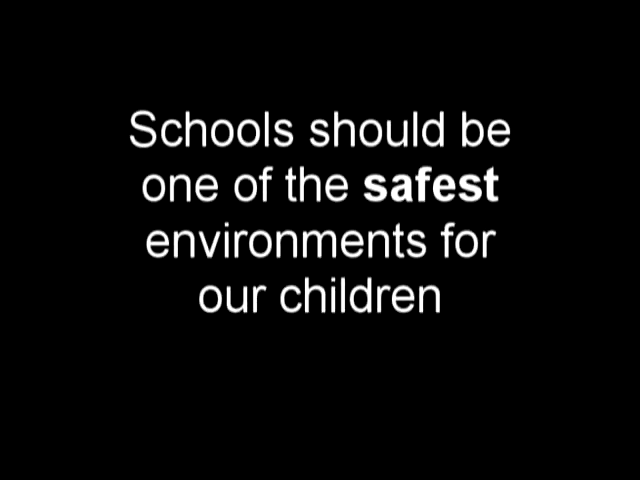 Schools should be
one of the safest
environments for
our children